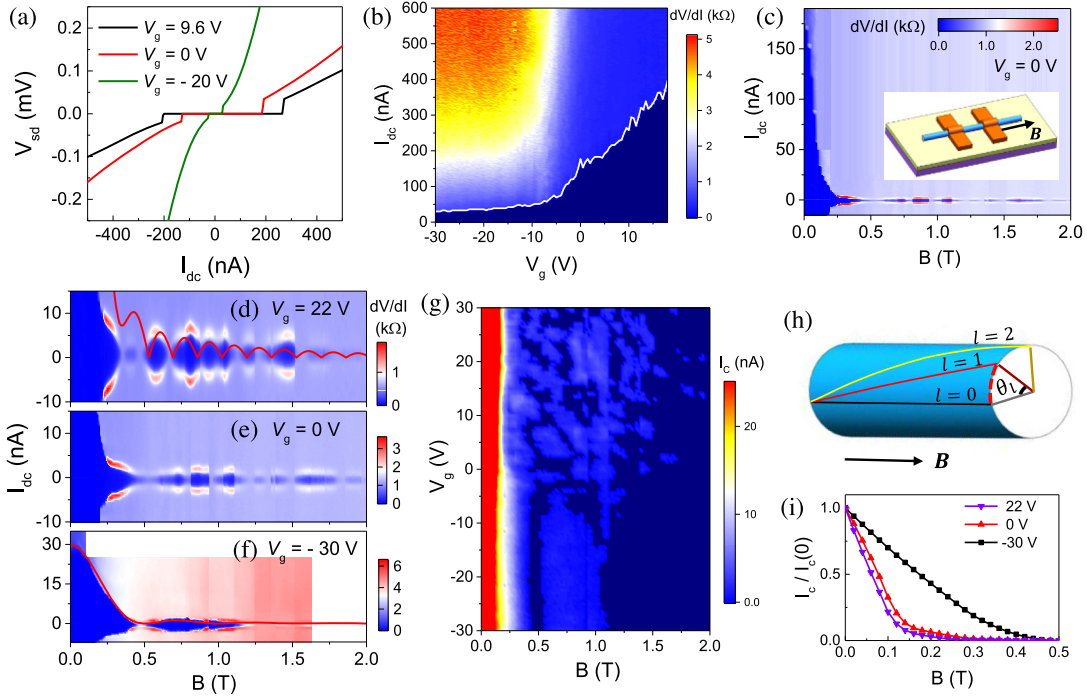 (a)
V_g = 9.6 V
V_g = 0 V
V_g = - 20 V
V_sd (mV)
0.2
0.1
0.0
-0.1
-0.2
-400 -200 0 200 400
I_dc (nA)
(b)
dV/dI (kΩ)
I_dc (nA)
600
500
400
300
200
100
0
-30 -20 -10 0 10
V_g (V)
5
4
3
2
1
0
(c)
dV/dI (kΩ)
0.0 1.0 2.0
V_g = 0 V
B
I_dc (nA)
150
100
50
0
0.0 0.5 1.0 1.5 2.0
B (T)
(d) V_g = 22 V
dV/dI
(kΩ)
10
0
-10
1
0
(e) V_g = 0 V
I_dc (nA)
10
0
-10
3
2
1
0
(f) V_g = - 30 V
30
15
0
6
4
2
0
0.0 0.5 1.0 1.5 2.0
B (T)
(g)
V_g (V)
30
20
10
0
-10
-20
-30
0.0 0.5 1.0 1.5 2.0
B (T)
I_C (nA)
20
10
0.0
(h)
l = 2
l = 1
l = 0
θ_l
B
(i)
22 V
0 V
-30 V
I_c / I_c(0)
1.0
0.5
0.0
0.0 0.1 0.2 0.3 0.4 0.5
B (T)